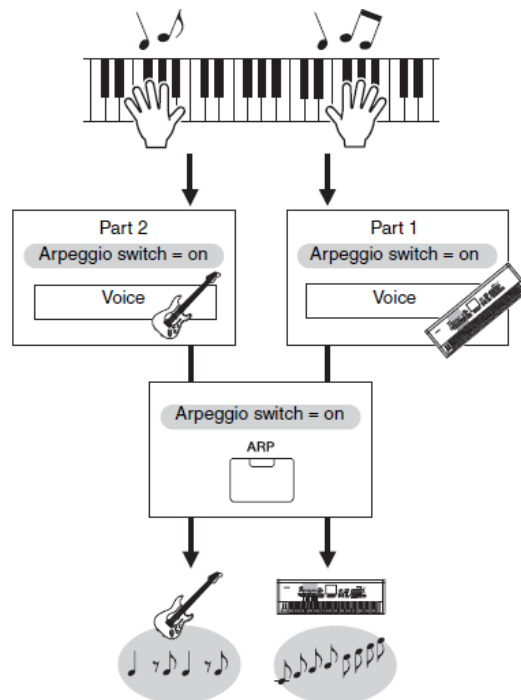 Part 2
Arpeggio switch = on
Voice
Part 1
Arpeggio switch = on
Voice
Arpeggio switch = on
ARP